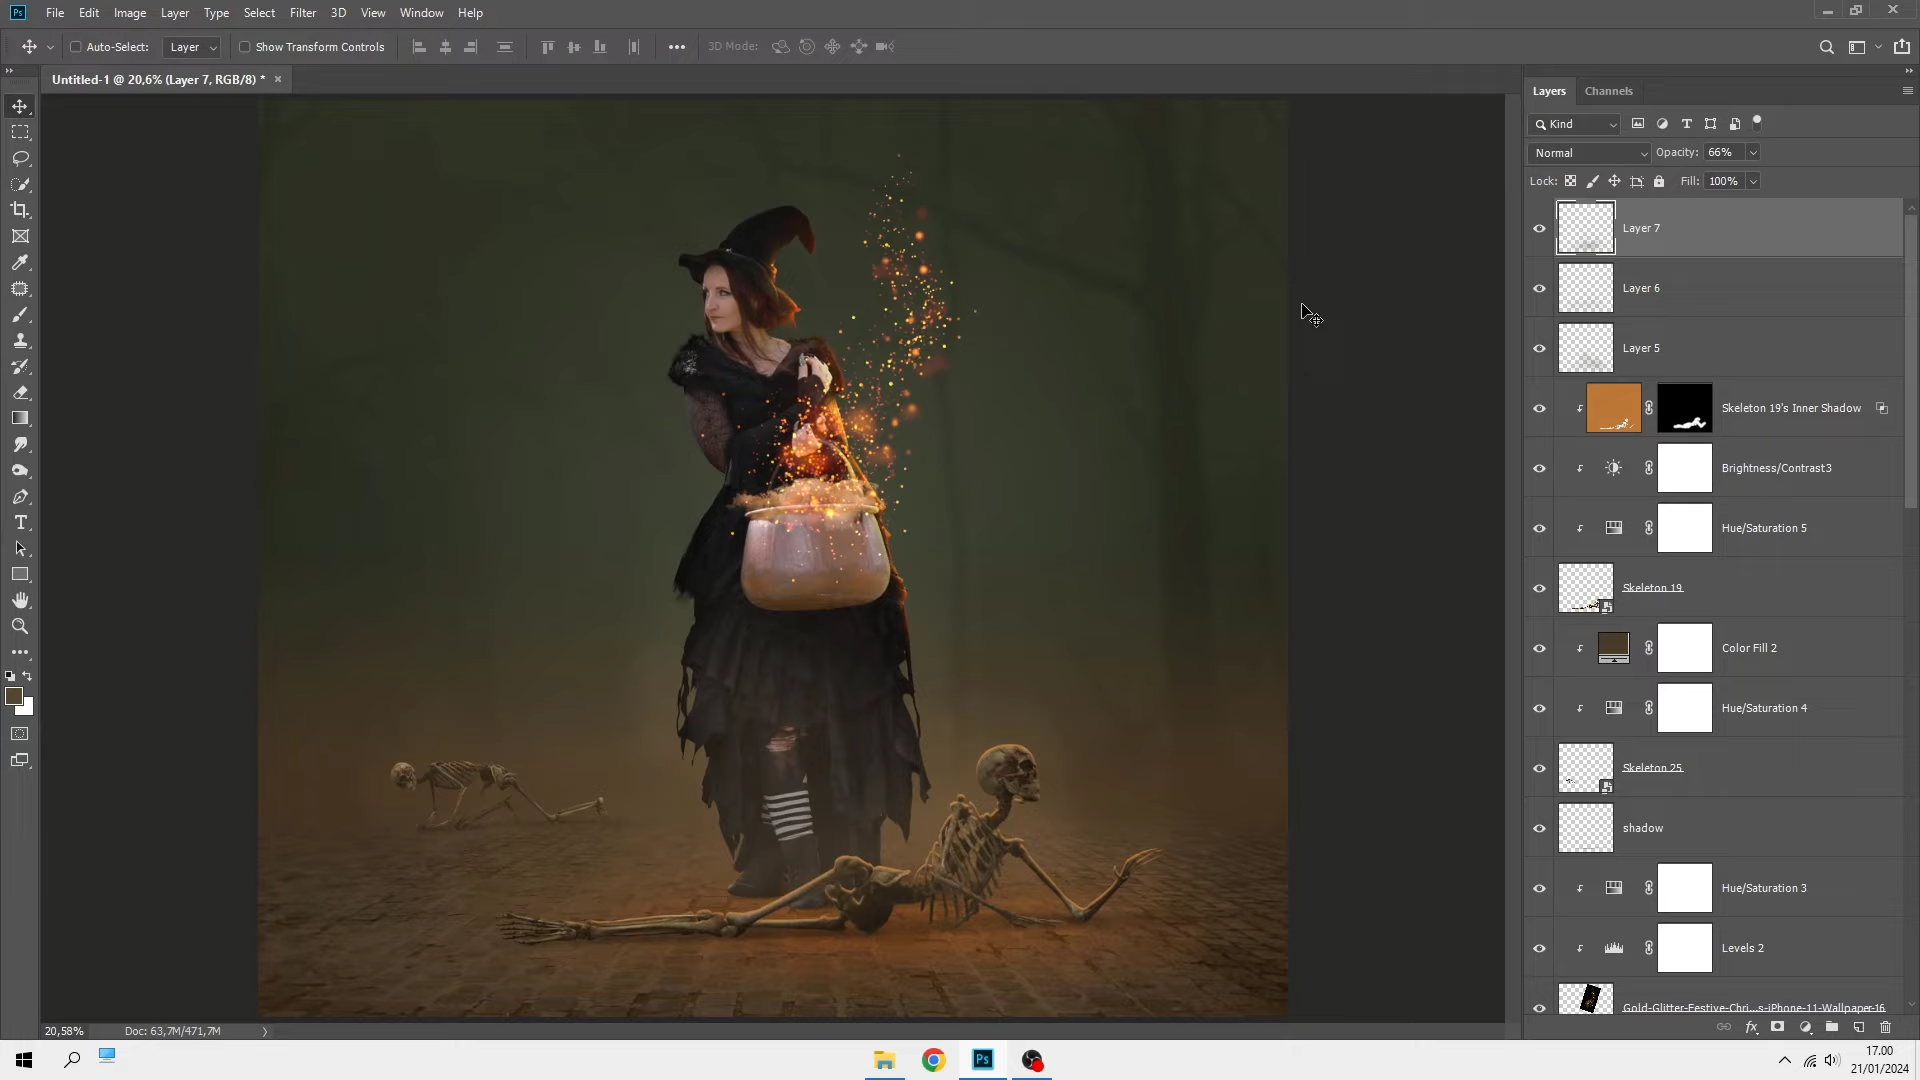 Ps File Edit Image Layer Type Select Filter 3D View Window Help
Auto-Select: Layer Show Transform Controls 3D Mode:
Untitled-1 @ 20,6% (Layer 7, RGB/8) *
Layers Channels
Kind
Normal Opacity: 66%
Lock: Fill: 100%
Layer 7
Layer 6
Layer 5
Skeleton 19's Inner Shadow
Brightness/Contrast3
Hue/Saturation 5
Skeleton 19
Color Fill 2
Hue/Saturation 4
Skeleton 25
shadow
Hue/Saturation 3
Levels 2
Gold-Glitter-Festive-Chri...s-iPhone-11-Wallpaper-16
20,58% Doc: 63,7M/471,7M
Ps
17.00
21/01/2024